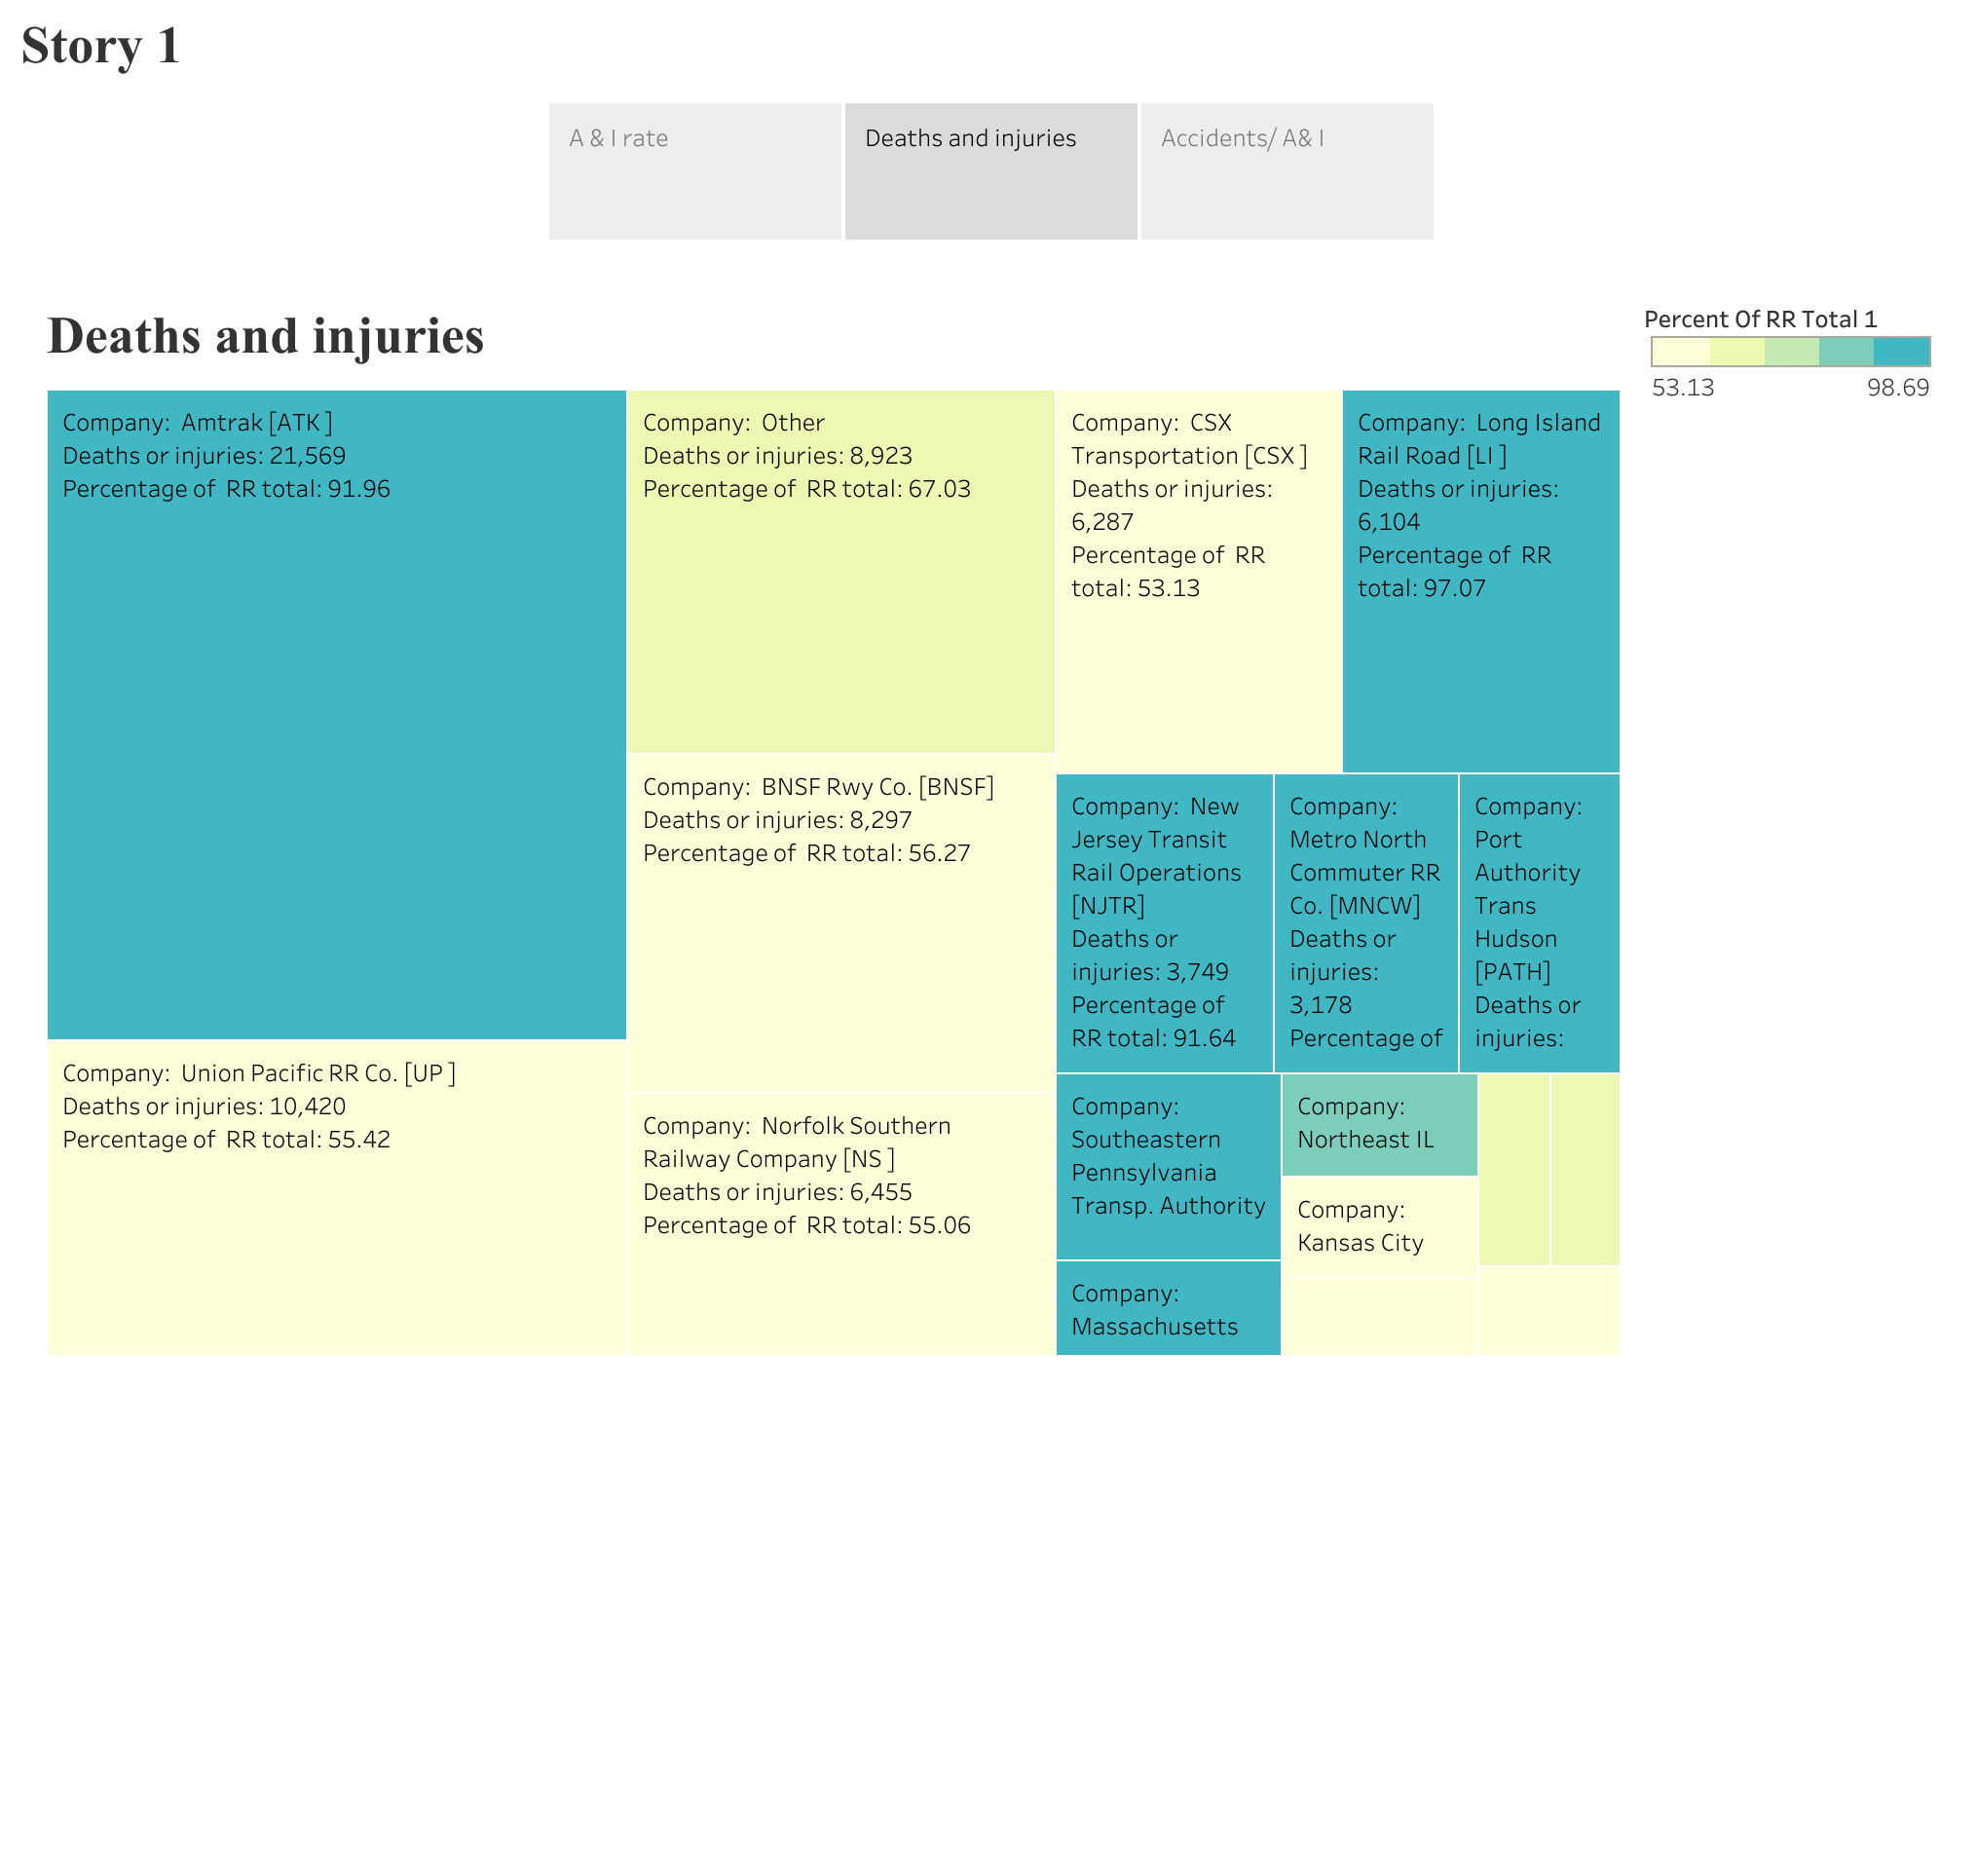 Story 1
A & I rate
Deaths and injuries
Accidents/ A& I
Deaths and injuries
Percent Of RR Total 1
53.13
98.69
Company:  Amtrak [ATK ]
Deaths or injuries: 21,569
Percentage of  RR total: 91.96
Company:  Union Pacific RR Co. [UP ]
Deaths or injuries: 10,420
Percentage of  RR total: 55.42
Company:  Other
Deaths or injuries: 8,923
Percentage of  RR total: 67.03
Company:  BNSF Rwy Co. [BNSF]
Deaths or injuries: 8,297
Percentage of  RR total: 56.27
Company:  Norfolk Southern
Railway Company [NS ]
Deaths or injuries: 6,455
Percentage of  RR total: 55.06
Company:  CSX
Transportation [CSX ]
Deaths or injuries:
6,287
Percentage of  RR
total: 53.13
Company:  Long Island
Rail Road [LI ]
Deaths or injuries:
6,104
Percentage of  RR
total: 97.07
Company:  New
Jersey Transit
Rail Operations
[NJTR]
Deaths or
injuries: 3,749
Percentage of
RR total: 91.64
Company:
Metro North
Commuter RR
Co. [MNCW]
Deaths or
injuries:
3,178
Percentage of
Company:
Port
Authority
Trans
Hudson
[PATH]
Deaths or
injuries:
Company:
Southeastern
Pennsylvania
Transp. Authority
Company:
Massachusetts
Company:
Northeast IL
Company:
Kansas City